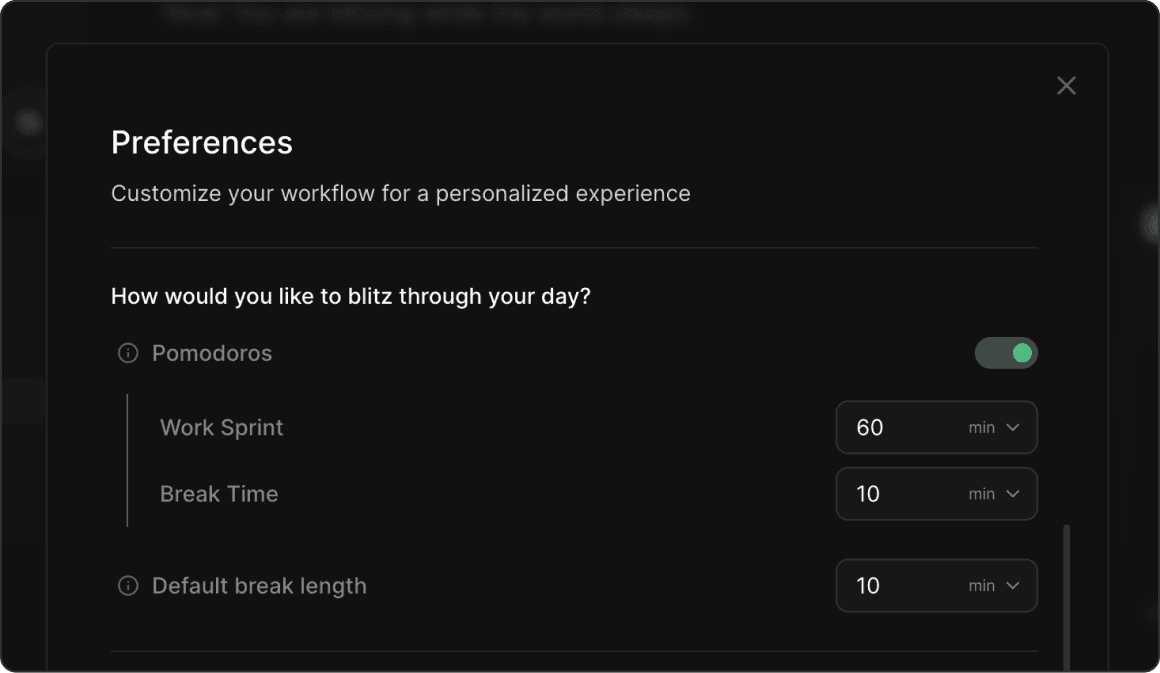 Preferences
Customize your workflow for a personalized experience
How would you like to blitz through your day?
Pomodoros
Work Sprint
60 min
Break Time
10 min
Default break length
10 min